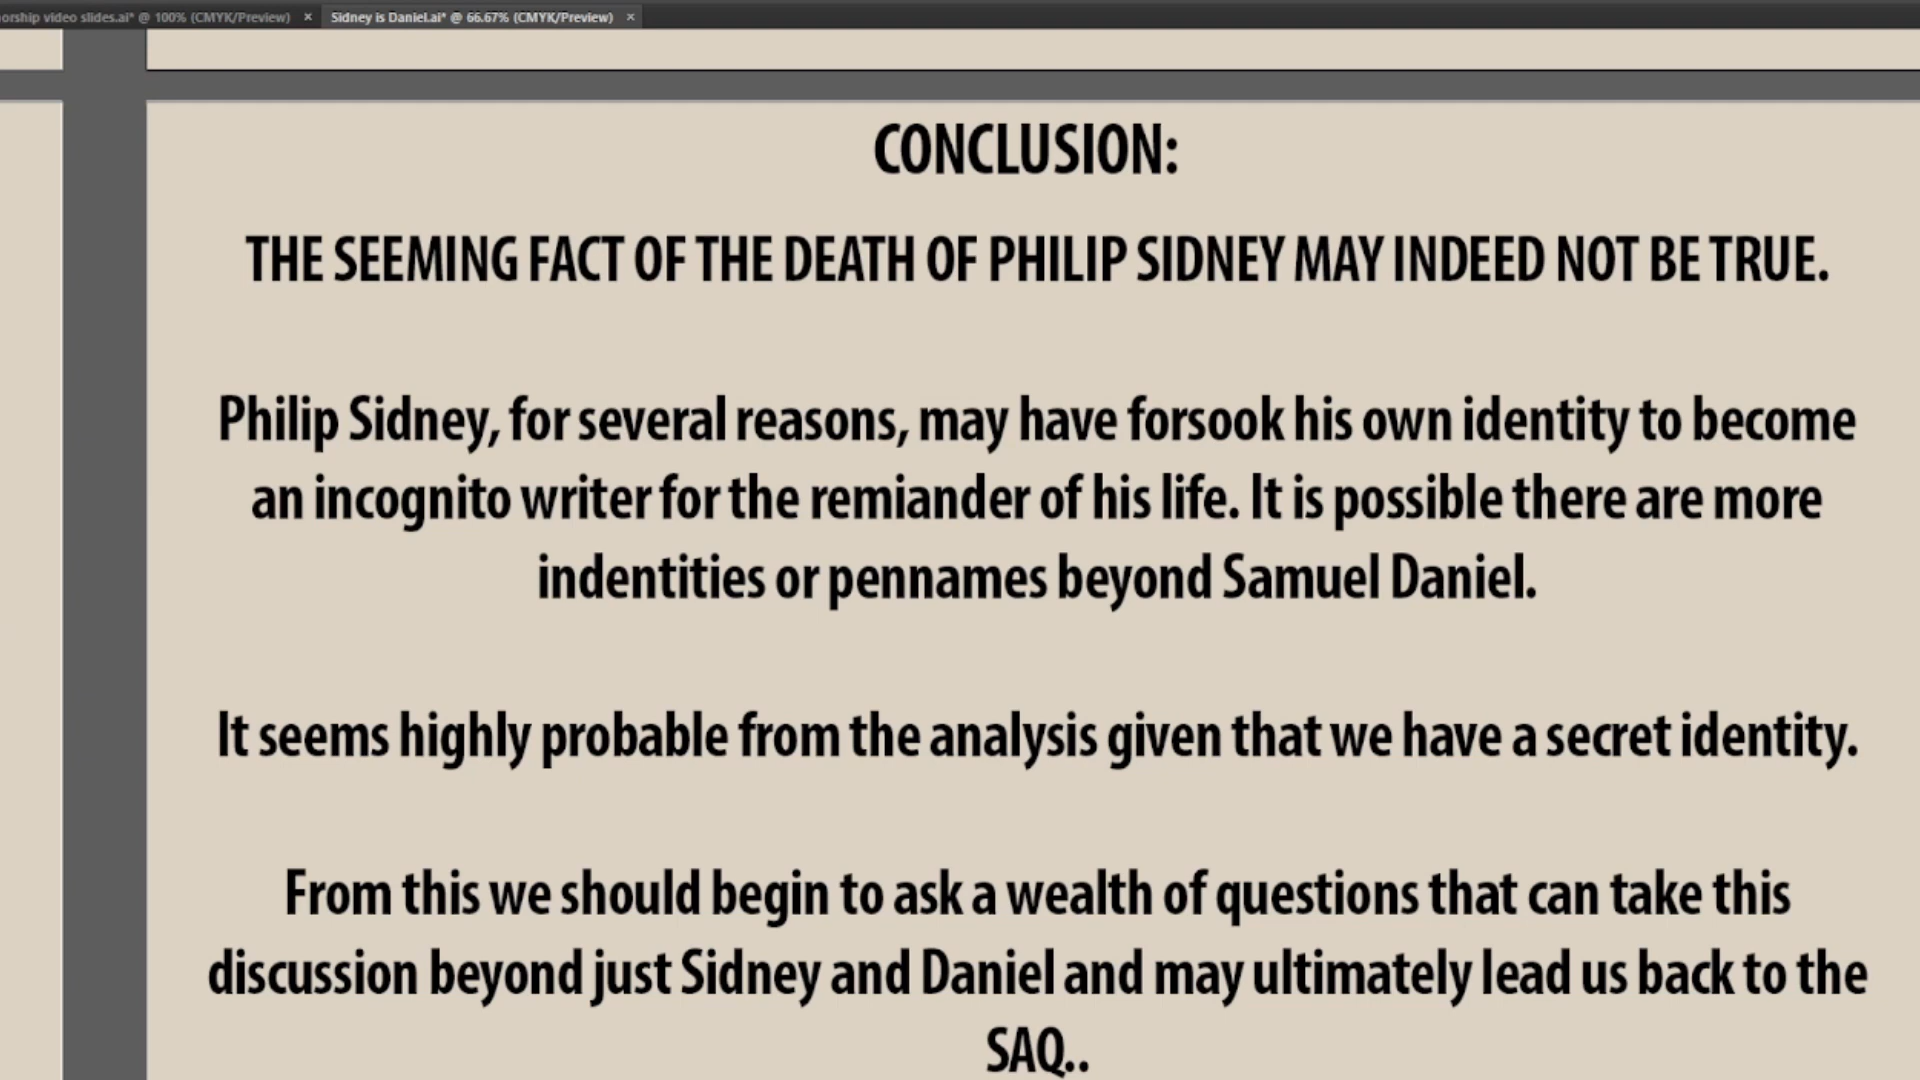 orship video slides.ai* @ 100% (CMYK/Preview) × Sidney is Daniel.ai* @ 66.67% (CMYK/Preview) ×
CONCLUSION:
THE SEEMING FACT OF THE DEATH OF PHILIP SIDNEY MAY INDEED NOT BE TRUE.
Philip Sidney, for several reasons, may have forsook his own identity to become
an incognito writer for the remiander of his life. It is possible there are more
indentities or pennames beyond Samuel Daniel.
It seems highly probable from the analysis given that we have a secret identity.
From this we should begin to ask a wealth of questions that can take this
discussion beyond just Sidney and Daniel and may ultimately lead us back to the
SAQ..